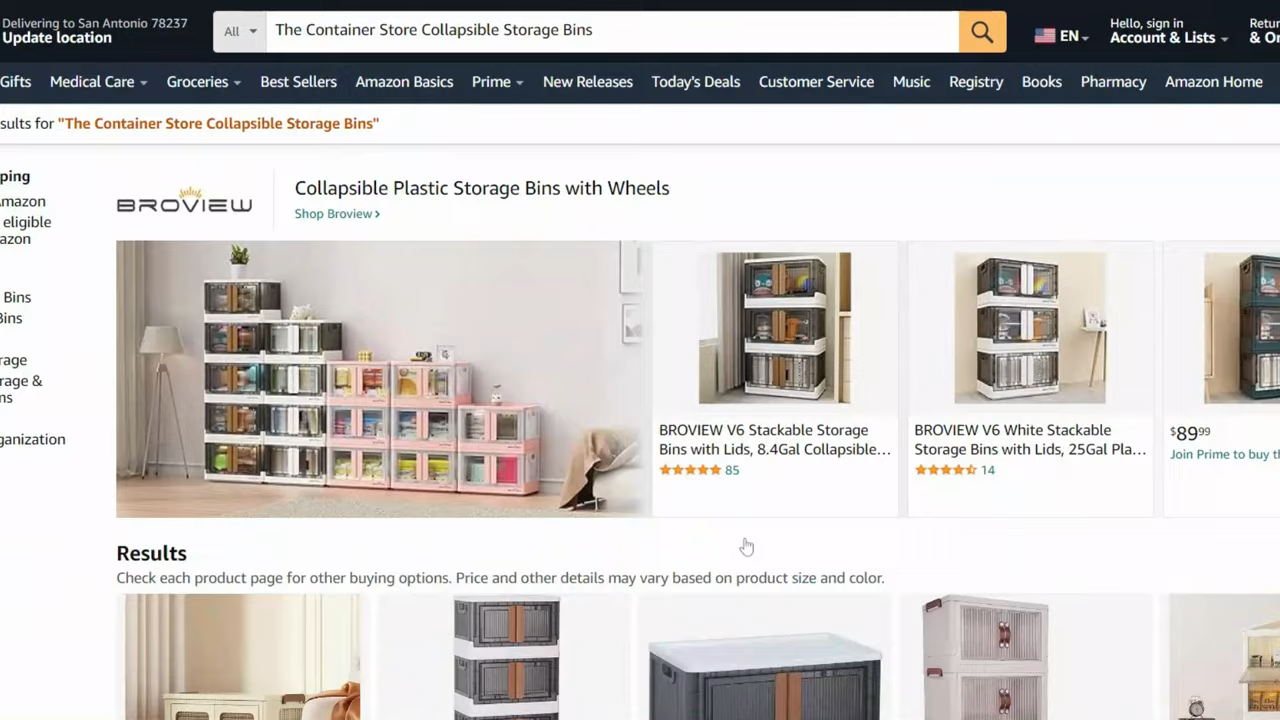 Delivering to San Antonio 78237
Update location
All
The Container Store Collapsible Storage Bins
EN
Hello, sign in
Account & Lists
Retur
& Or
Gifts
Medical Care
Groceries
Best Sellers
Amazon Basics
Prime
New Releases
Today's Deals
Customer Service
Music
Registry
Books
Pharmacy
Amazon Home
sults for "The Container Store Collapsible Storage Bins"
ping
Amazon
eligible
azon
Bins
Bins
rage
rage &
ns
ganization
BROVIEW
Collapsible Plastic Storage Bins with Wheels
Shop Broview ›
BROVIEW V6 Stackable Storage
Bins with Lids, 8.4Gal Collapsible…
85
BROVIEW V6 White Stackable
Storage Bins with Lids, 25Gal Pla…
14
$8999
Join Prime to buy th
Results
Check each product page for other buying options. Price and other details may vary based on product size and color.